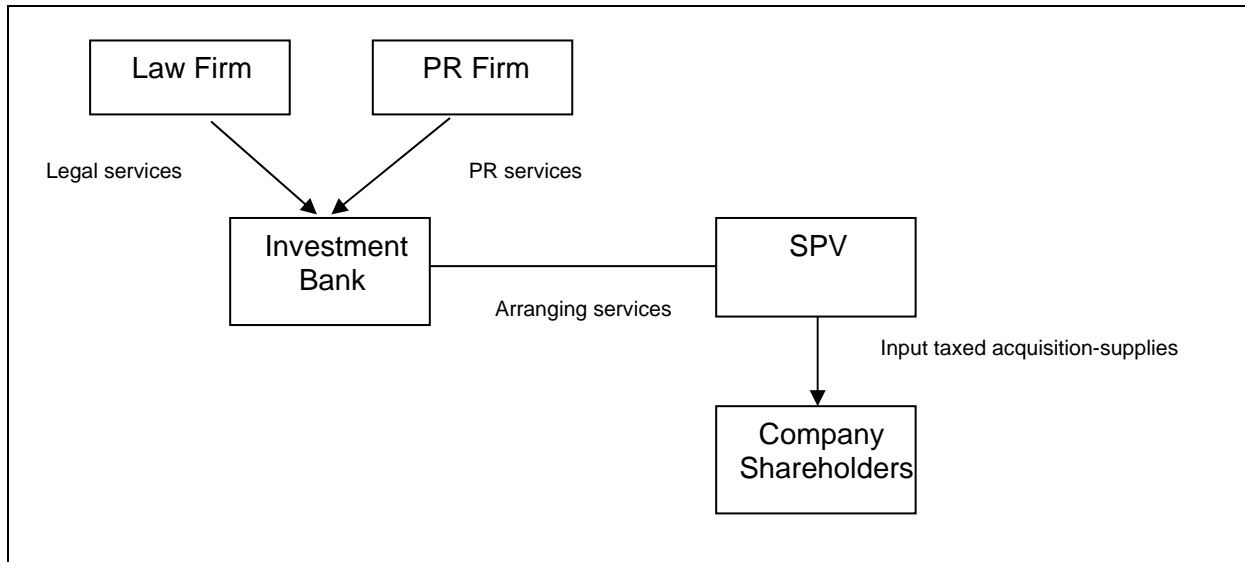 Law Firm
PR Firm
Legal services
PR services
Investment
Bank
SPV
Arranging services
Input taxed acquisition-supplies
Company
Shareholders